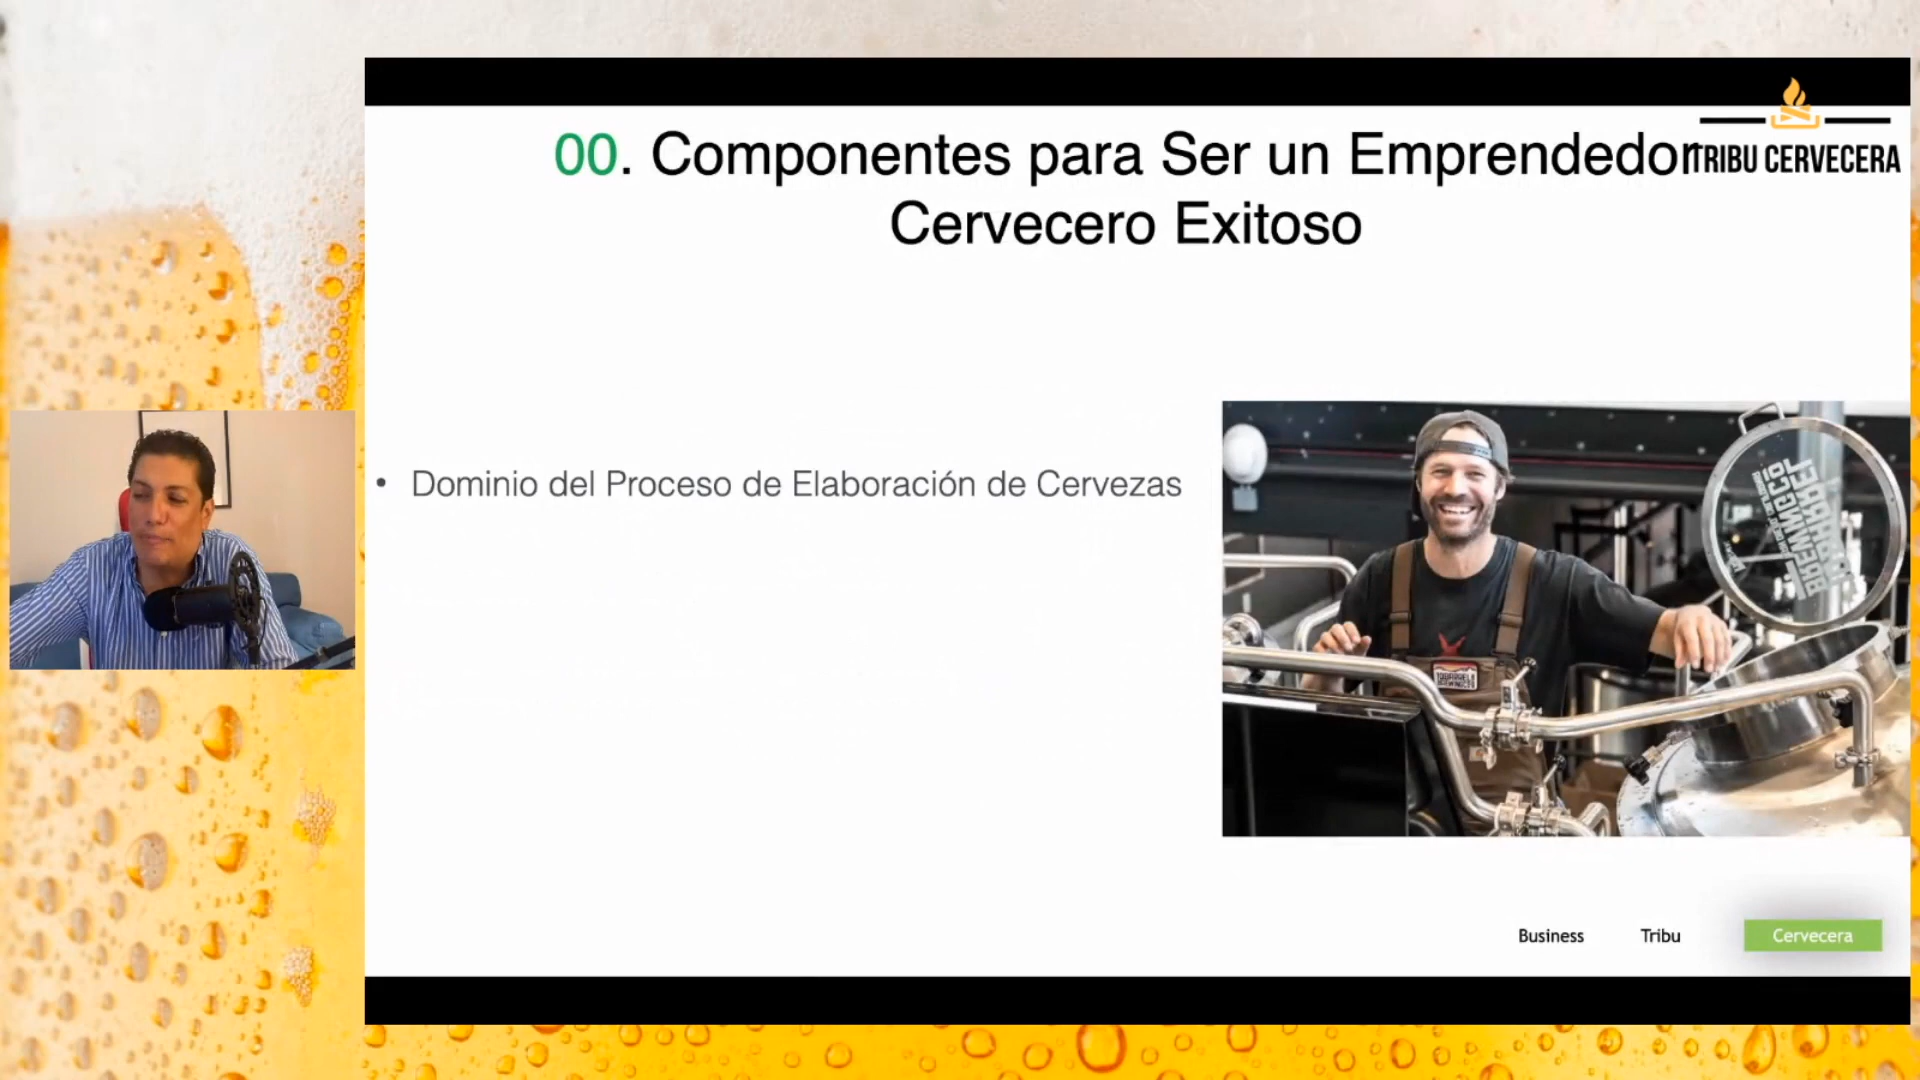 00. Componentes para Ser un Emprendedor
TRIBU CERVECERA
Cervecero Exitoso
• Dominio del Proceso de Elaboración de Cervezas
Business
Tribu
Cervecera